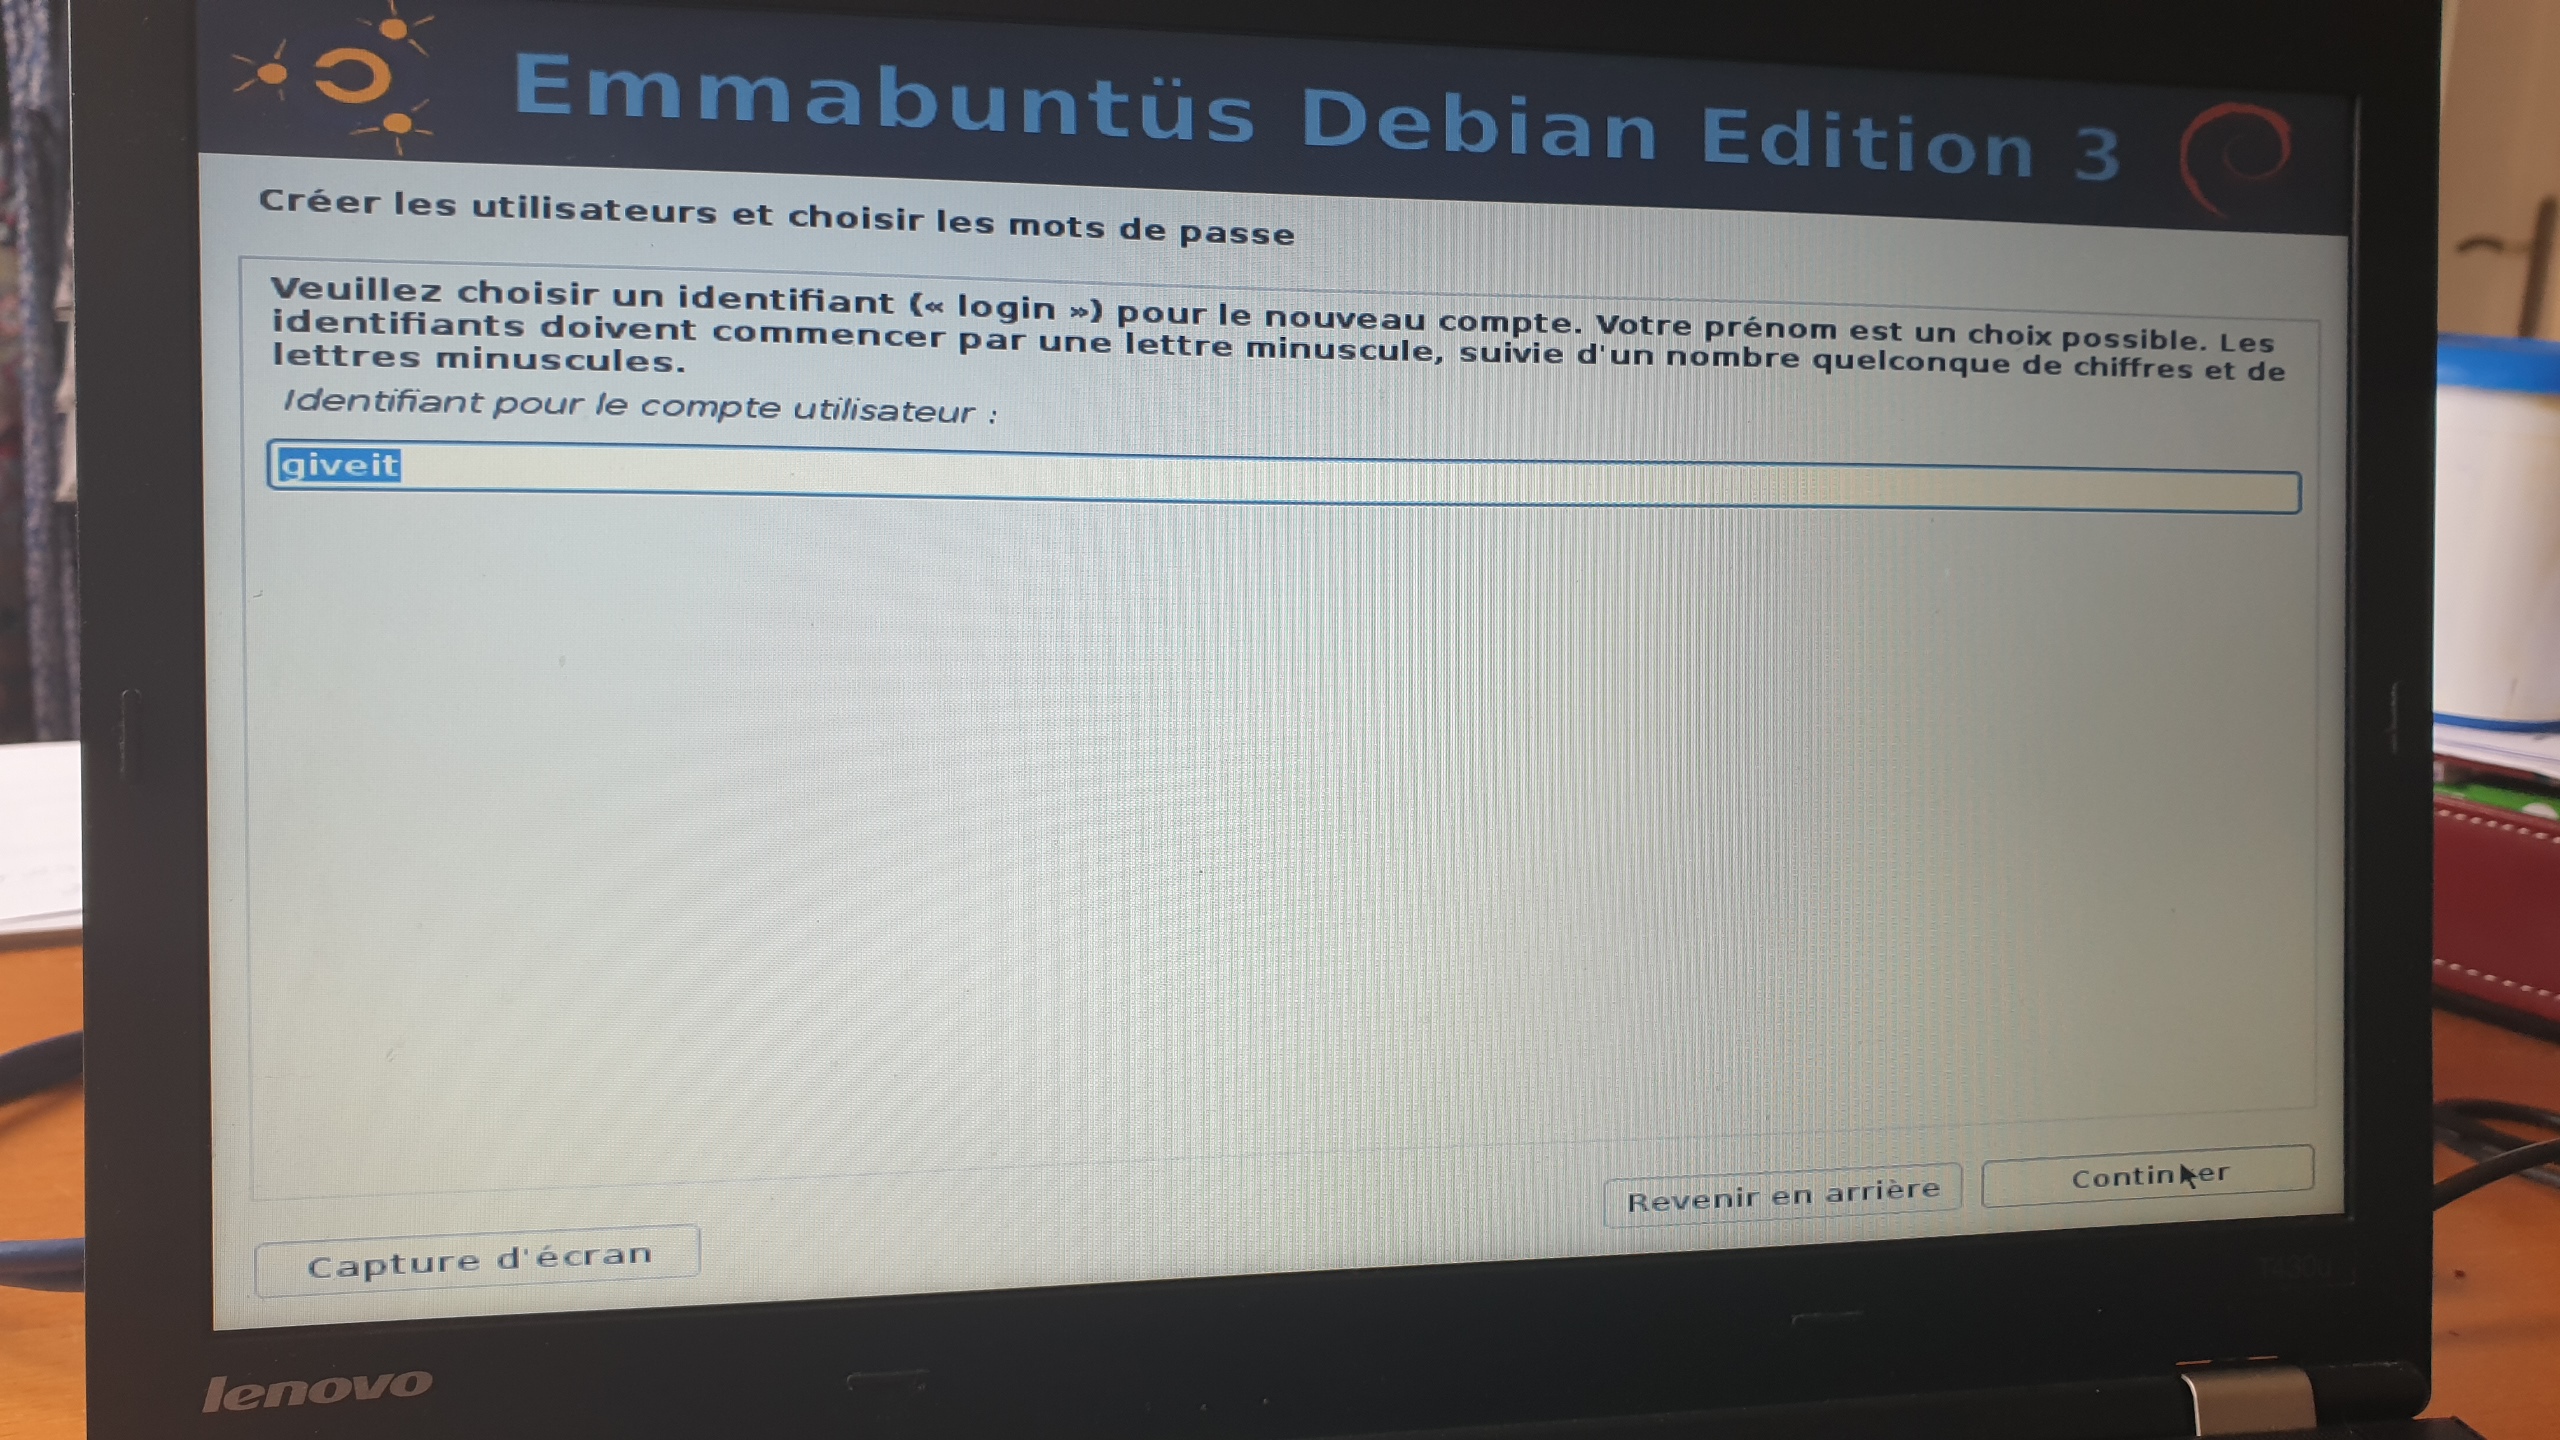 Emmabuntüs Debian Edition 3
Créer les utilisateurs et choisir les mots de passe
Veuillez choisir un identifiant (« login ») pour le nouveau compte. Votre prénom est un choix possible. Les
identifiants doivent commencer par une lettre minuscule, suivie d'un nombre quelconque de chiffres et de
lettres minuscules.
Identifiant pour le compte utilisateur :
giveit
Revenir en arrière
Continuer
Capture d'écran
lenovo